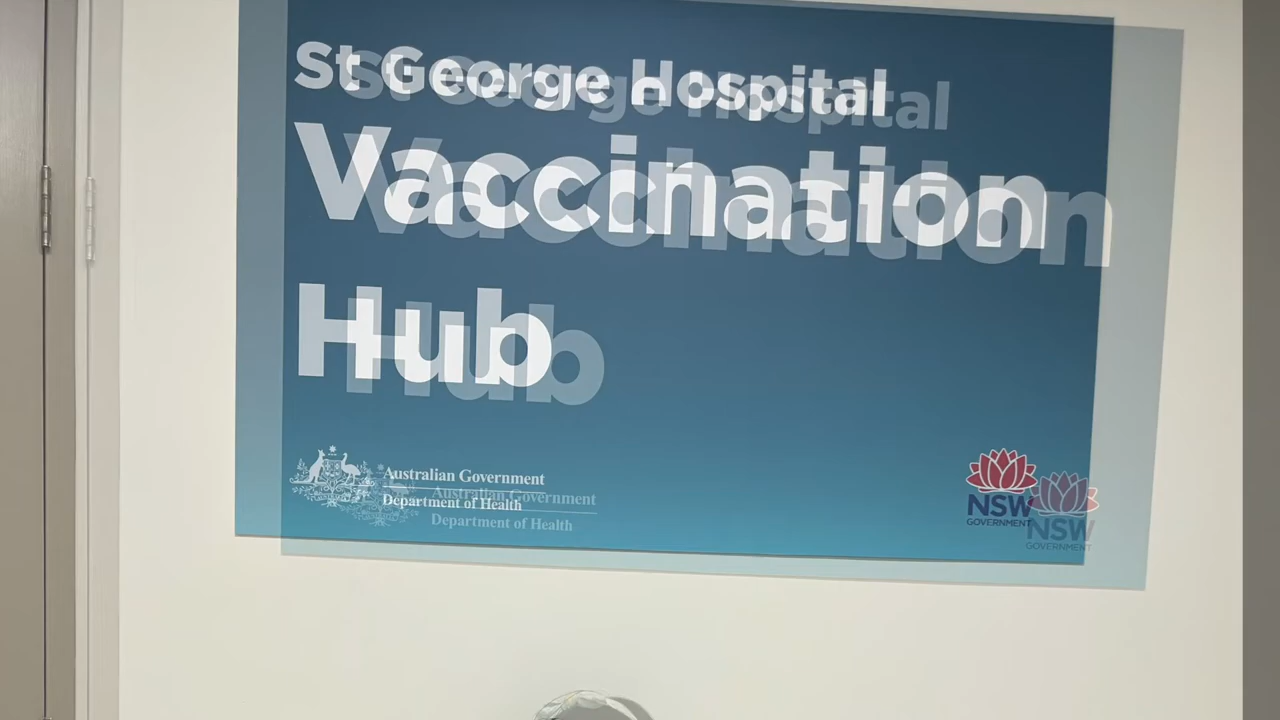 St George Hospital
Vaccination
Hub
Australian Government
Department of Health
NSW
GOVERNMENT